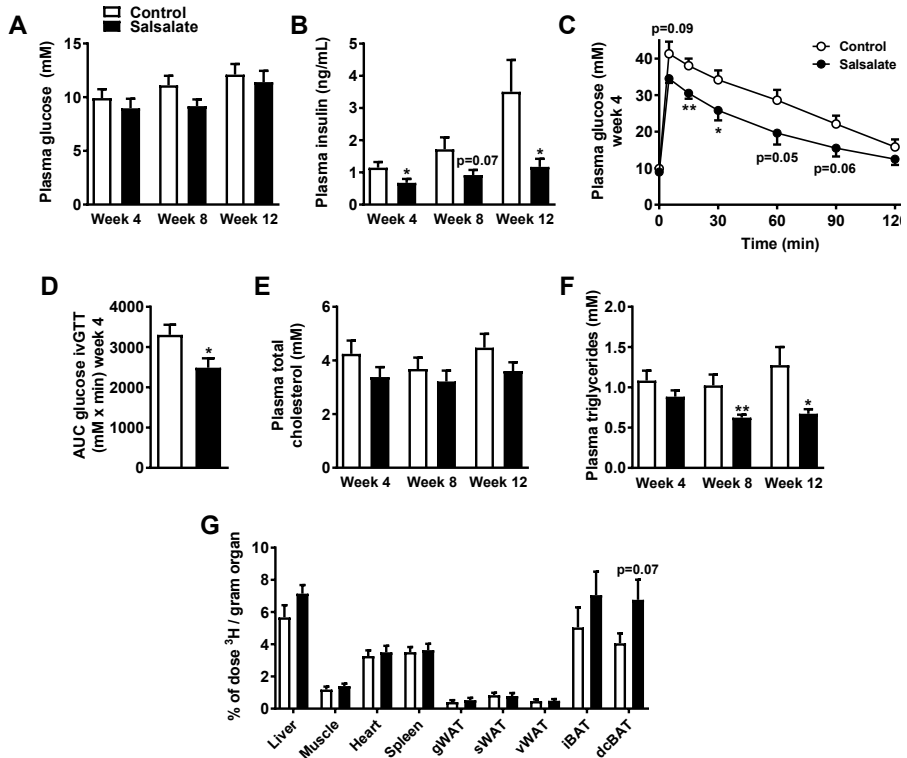 Control
Salsalate
A
Plasma glucose (mM)
15
10
5
0
Week 4 Week 8 Week 12
B
Plasma insulin (ng/mL)
5
4
3
2
1
0
*
p=0.07
*
Week 4 Week 8 Week 12
C
Plasma glucose (mM)
week 4
50
40
30
20
10
0
p=0.09
Control
Salsalate
**
*
p=0.05
p=0.06
0 30 60 90 120
Time (min)
D
AUC glucose ivGTT
(mM x min) week 4
4000
3000
2000
1000
0
*
E
Plasma total
cholesterol (mM)
6
4
2
0
Week 4 Week 8 Week 12
F
Plasma triglycerides (mM)
2.0
1.5
1.0
0.5
0.0
**
*
Week 4 Week 8 Week 12
G
% of dose ³H / gram organ
10
8
6
4
2
0
p=0.07
Liver
Muscle
Heart
Spleen
gWAT
sWAT
vWAT
iBAT
dcBAT